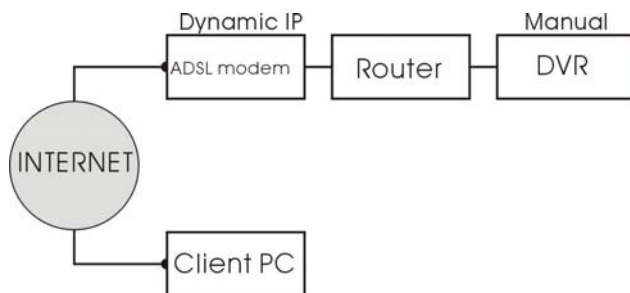 Dynamic IP
Manual
ADSL modem
Router
DVR
INTERNET
Client PC